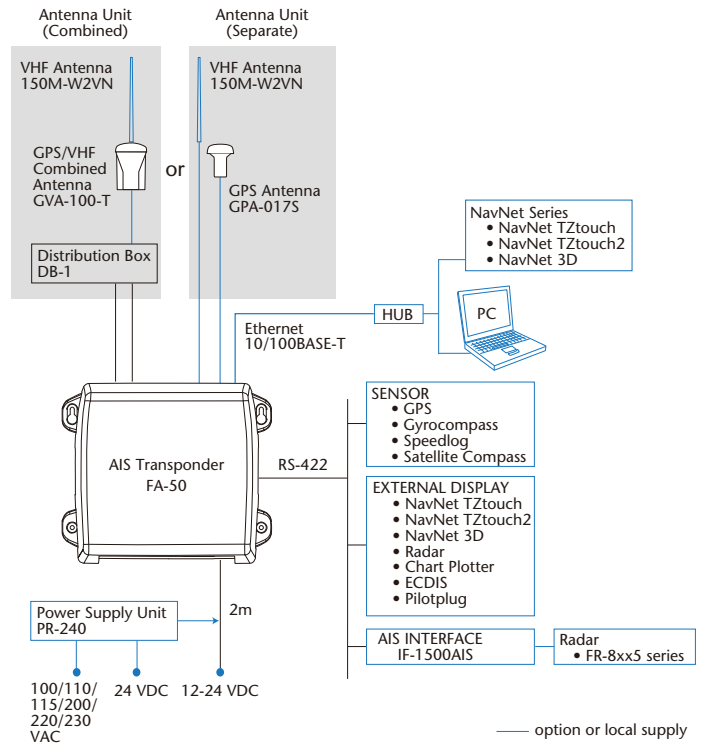 Antenna Unit
(Combined)
Antenna Unit
(Separate)
VHF Antenna
150M-W2VN
VHF Antenna
150M-W2VN
GPS/VHF
Combined
Antenna
GVA-100-T
or
GPS Antenna
GPA-017S
Distribution Box
DB-1
NavNet Series
• NavNet TZtouch
• NavNet TZtouch2
• NavNet 3D
HUB
PC
Ethernet
10/100BASE-T
AIS Transponder
FA-50
RS-422
SENSOR
• GPS
• Gyrocompass
• Speedlog
• Satellite Compass
EXTERNAL DISPLAY
• NavNet TZtouch
• NavNet TZtouch2
• NavNet 3D
• Radar
• Chart Plotter
• ECDIS
• Pilotplug
2m
Power Supply Unit
PR-240
AIS INTERFACE
IF-1500AIS
Radar
• FR-8xx5 series
100/110/
115/200/
220/230
VAC
24 VDC
12-24 VDC
option or local supply